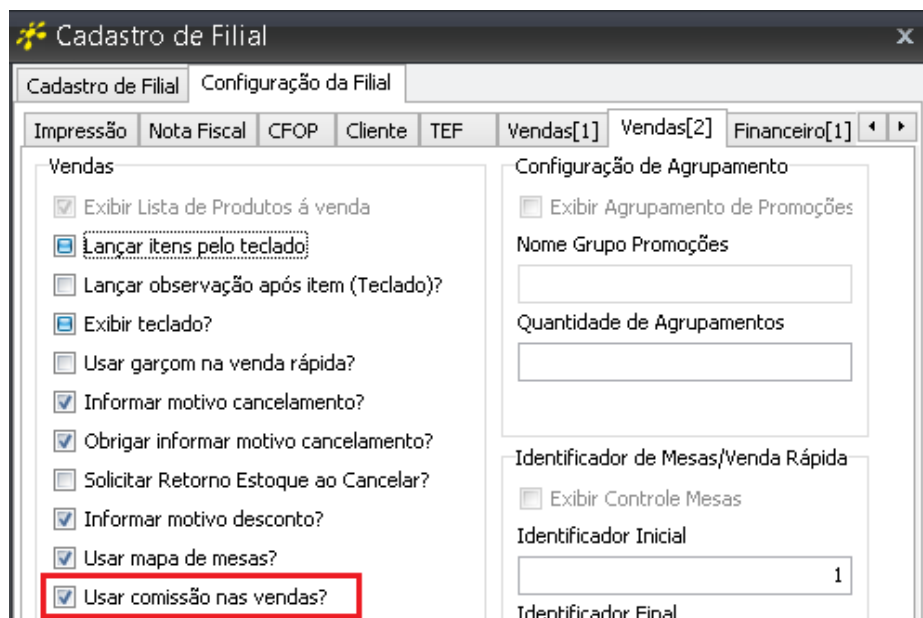 Cadastro de Filial
x
Cadastro de Filial
Configuração da Filial
Impressão
Nota Fiscal
CFOP
Cliente
TEF
Vendas[1]
Vendas[2]
Financeiro[1]
Vendas
Exibir Lista de Produtos á venda
Lançar itens pelo teclado
Lançar observação após item (Teclado)?
Exibir teclado?
Usar garçom na venda rápida?
Informar motivo cancelamento?
Obrigar informar motivo cancelamento?
Solicitar Retorno Estoque ao Cancelar?
Informar motivo desconto?
Usar mapa de mesas?
Usar comissão nas vendas?
Configuração de Agrupamento
Exibir Agrupamento de Promoções
Nome Grupo Promoções
Quantidade de Agrupamentos
Identificador de Mesas/Venda Rápida
Exibir Controle Mesas
Identificador Inicial
1
Identificador Final